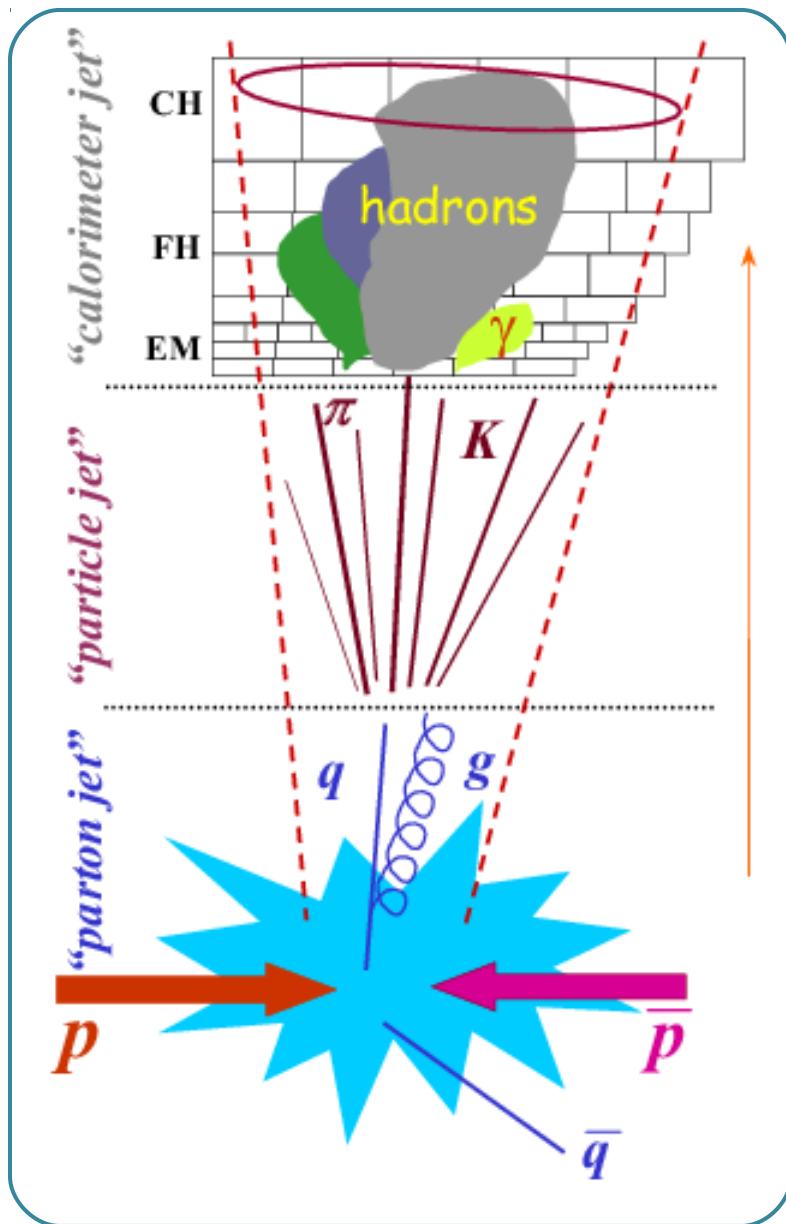 “calorimeter jet”
CH
hadrons
FH
γ
EM
π
K
“particle jet”
“parton jet”
q
g
p
p̅
q̅